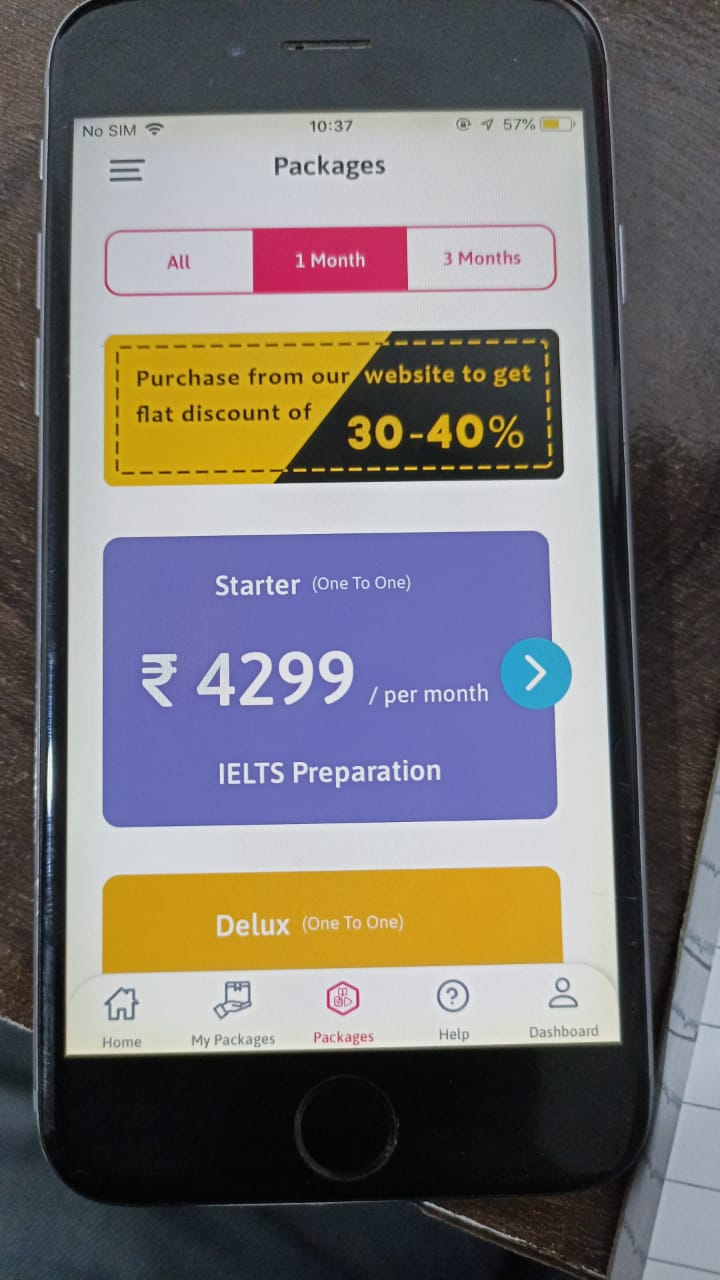 No SIM 10:37 57%
Packages
All 1 Month 3 Months
Purchase from our website to get
flat discount of 30-40%
Starter (One To One)
₹ 4299 / per month
IELTS Preparation
Delux (One To One)
Home My Packages Packages Help Dashboard